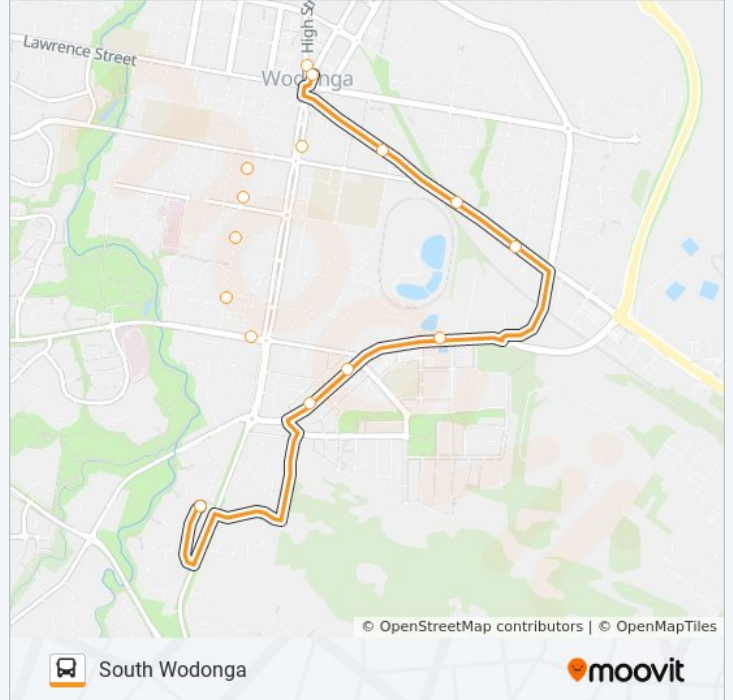 High St
Lawrence Street
Wodonga
© OpenStreetMap contributors | © OpenMapTiles
South Wodonga
moovit